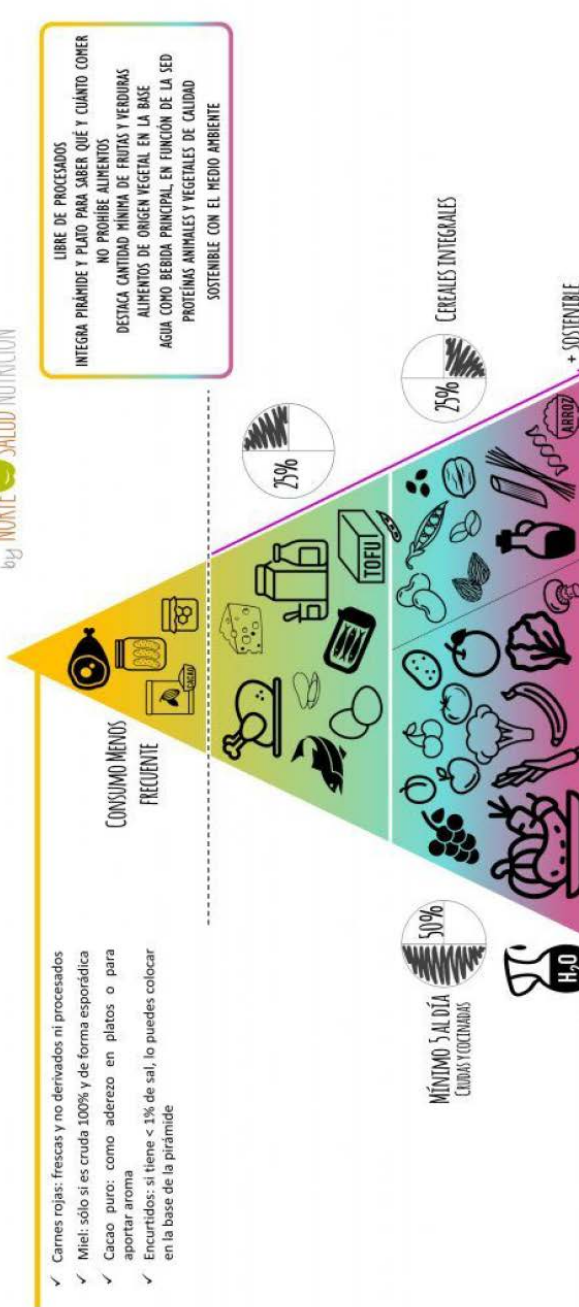 by NORTE SALUD NUTRICIÓN
LIBRE DE PROCESADOS
INTEGRA PIRÁMIDE Y PLATO PARA SABER QUÉ Y CUÁNTO COMER
NO PROHÍBE ALIMENTOS
DESTACA CANTIDAD MÍNIMA DE FRUTAS Y VERDURAS
ALIMENTOS DE ORIGEN VEGETAL EN LA BASE
AGUA COMO BEBIDA PRINCIPAL, EN FUNCIÓN DE LA SED
PROTEÍNAS ANIMALES Y VEGETALES DE CALIDAD
SOSTENIBLE CON EL MEDIO AMBIENTE
✓ Carnes rojas: frescas y no derivados ni procesados
✓ Miel: sólo si es cruda 100% y de forma esporádica
✓ Cacao puro: como aderezo en platos o para
aportar aroma
✓ Encurtidos: si tiene < 1% de sal, lo puedes colocar
en la base de la pirámide
CONSUMO MENOS
FRECUENTE
CACAO
25%
TOFU
MÍNIMO 5 AL DÍA
CRUDAS Y COCINADAS
50%
25%
CEREALES INTEGRALES
H₂O
ARROZ
+ SOSTENIBLE